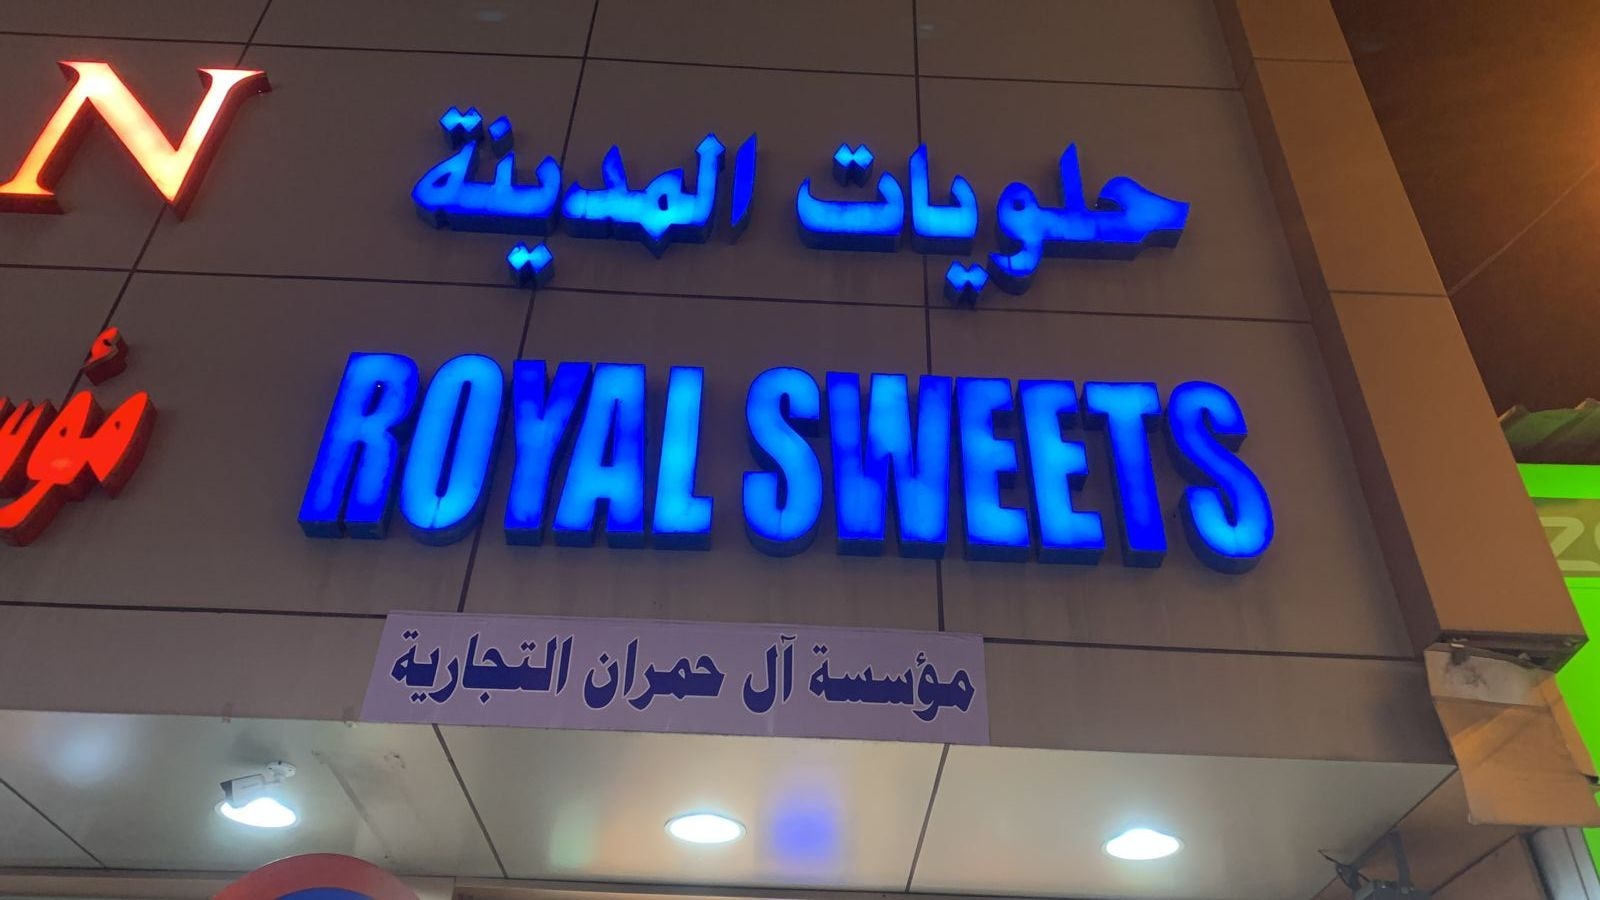 حلويات المدينة
ROYAL SWEETS
مؤسسة آل حمران التجارية
N